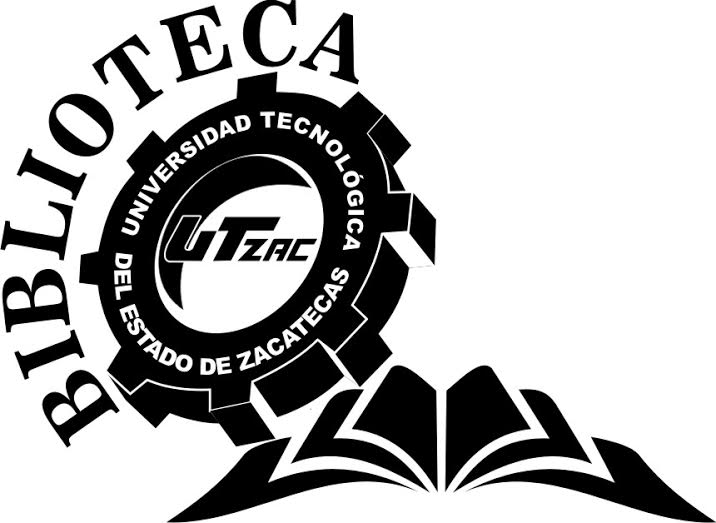 BIBLIOTECA
UNIVERSIDAD TECNOLÓGICA
DEL ESTADO DE ZACATECAS
UTZAC